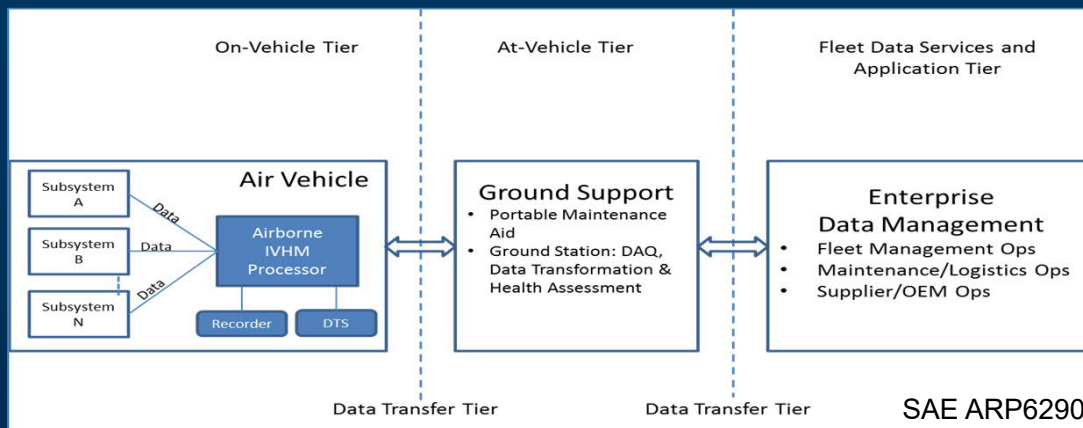 On-Vehicle Tier
At-Vehicle Tier
Fleet Data Services and
Application Tier
Air Vehicle
Subsystem
A
Data
Subsystem
B
Data
Subsystem
N
Data
Airborne
IVHM
Processor
Recorder
DTS
Ground Support
• Portable Maintenance
Aid
• Ground Station: DAQ,
Data Transformation &
Health Assessment
Enterprise
Data Management
• Fleet Management Ops
• Maintenance/Logistics Ops
• Supplier/OEM Ops
Data Transfer Tier
Data Transfer Tier
SAE ARP6290